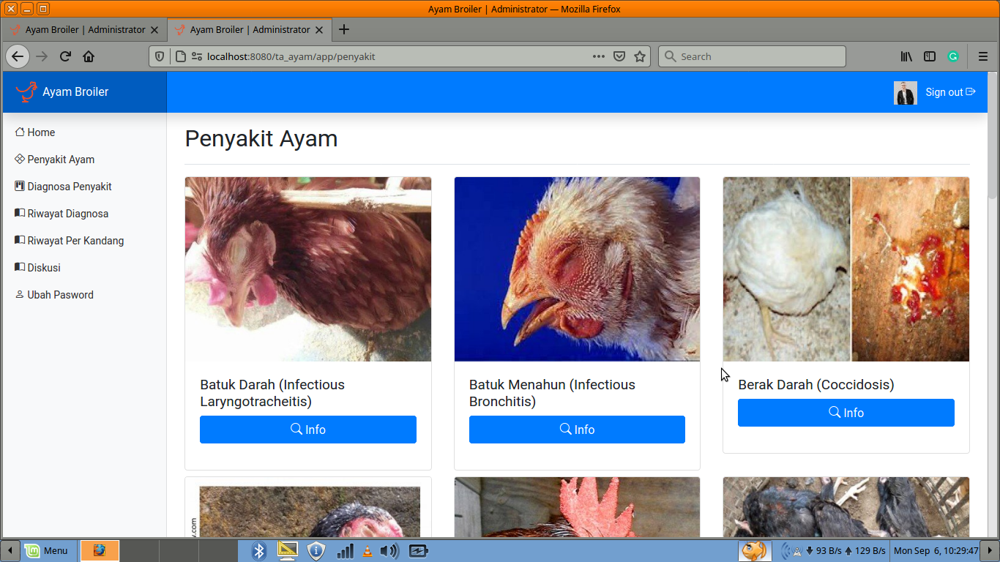 Ayam Broiler | Administrator — Mozilla Firefox
Ayam Broiler | Administrator
Ayam Broiler | Administrator
localhost:8080/ta_ayam/app/penyakit
Search
Ayam Broiler
Sign out
Home
Penyakit Ayam
Diagnosa Penyakit
Riwayat Diagnosa
Riwayat Per Kandang
Diskusi
Ubah Pasword
Penyakit Ayam
Batuk Darah (Infectious
Laryngotracheitis)
Info
Batuk Menahun (Infectious
Bronchitis)
Info
Berak Darah (Coccidosis)
Info
Menu
93 B/s 129 B/s
Mon Sep 6, 10:29:47